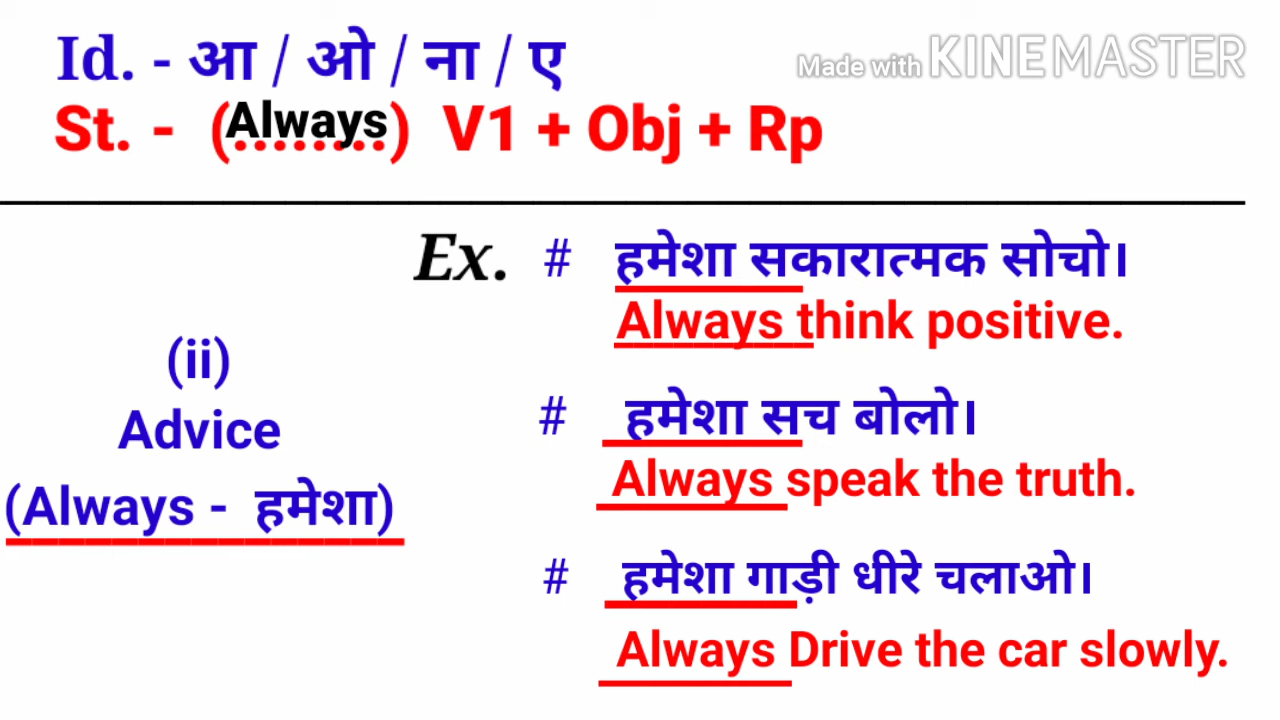 Id. - आ / ओ / ना / ए
Made with KINEMASTER
St. - (Always) V1 + Obj + Rp
Ex. # हमेशा सकारात्मक सोचो।
Always think positive.
(ii)
Advice
(Always - हमेशा)
# हमेशा सच बोलो।
Always speak the truth.
# हमेशा गाड़ी धीरे चलाओ।
Always Drive the car slowly.